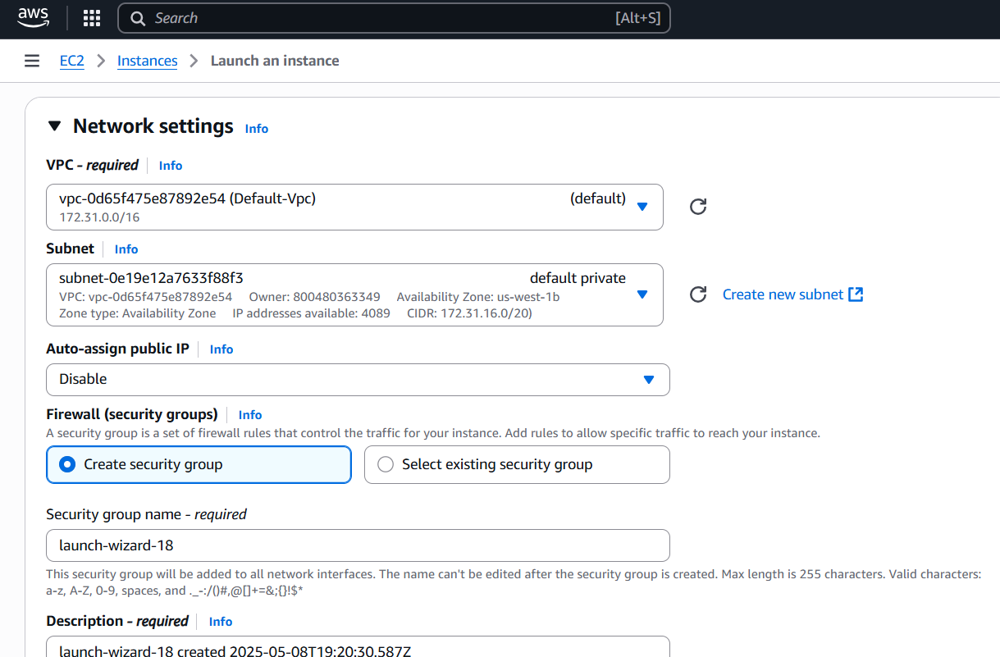 aws Search [Alt+S]
EC2 Instances Launch an instance
Network settings Info
VPC - required Info
vpc-0d65f475e87892e54 (Default-Vpc) (default)
172.31.0.0/16
Subnet Info
subnet-0e19e12a7633f88f3 default private
VPC: vpc-0d65f475e87892e54 Owner: 800480363349 Availability Zone: us-west-1b
Zone type: Availability Zone IP addresses available: 4089 CIDR: 172.31.16.0/20)
Create new subnet
Auto-assign public IP Info
Disable
Firewall (security groups) Info
A security group is a set of firewall rules that control the traffic for your instance. Add rules to allow specific traffic to reach your instance.
Create security group Select existing security group
Security group name - required
launch-wizard-18
This security group will be added to all network interfaces. The name can't be edited after the security group is created. Max length is 255 characters. Valid characters:
a-z, A-Z, 0-9, spaces, and ._-:/()#,@[]+=&;{}!$*
Description - required Info
launch-wizard-18 created 2025-05-08T19:20:30.587Z